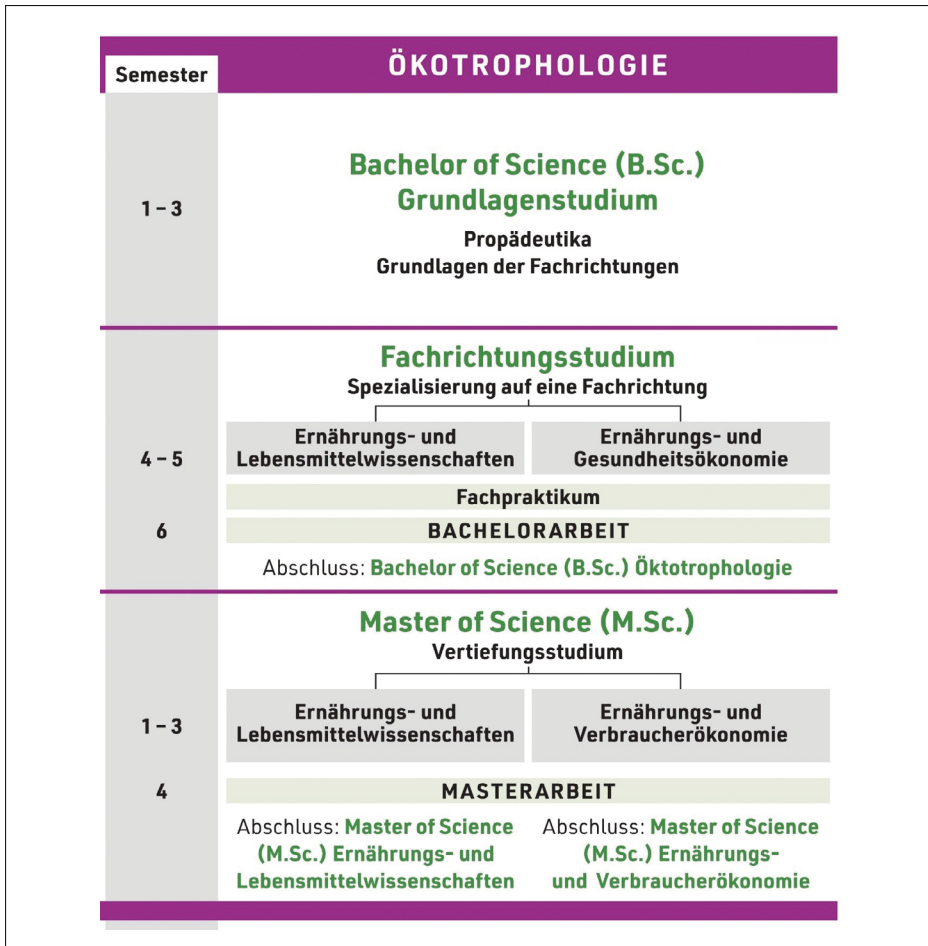 Semester
ÖKOTROPHOLOGIE
1 – 3
Bachelor of Science (B.Sc.)
Grundlagenstudium
Propädeutika
Grundlagen der Fachrichtungen
Fachrichtungsstudium
Spezialisierung auf eine Fachrichtung
4 – 5
Ernährungs- und
Lebensmittelwissenschaften
Ernährungs- und
Gesundheitsökonomie
Fachpraktikum
6
BACHELORARBEIT
Abschluss: Bachelor of Science (B.Sc.) Öktotrophologie
Master of Science (M.Sc.)
Vertiefungsstudium
1 – 3
Ernährungs- und
Lebensmittelwissenschaften
Ernährungs- und
Verbraucherökonomie
4
MASTERARBEIT
Abschluss: Master of Science
(M.Sc.) Ernährungs- und
Lebensmittelwissenschaften
Abschluss: Master of Science
(M.Sc.) Ernährungs-
und Verbraucherökonomie